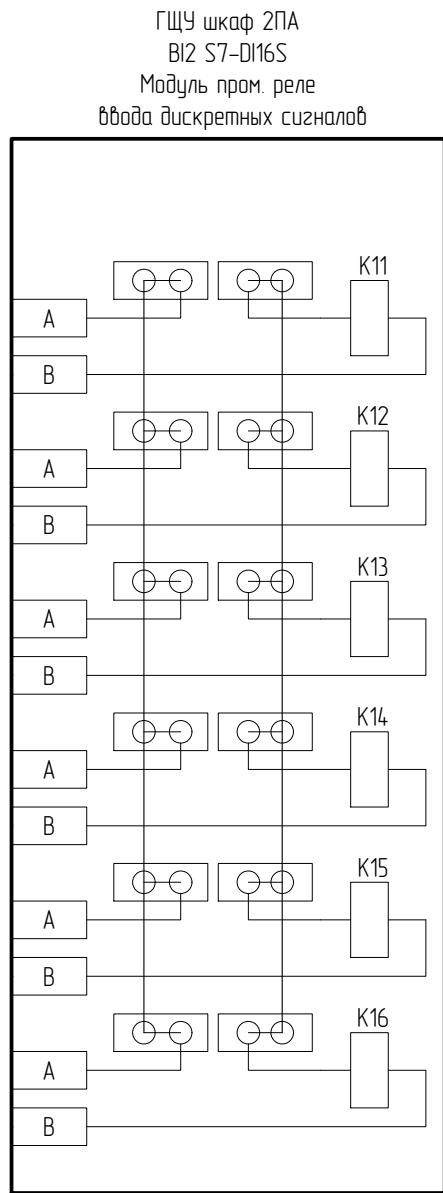 ГЩУ шкаф 2ПА
BI2 S7-DI16S
Модуль пром. реле
ввода дискретных сигналов
K11
A
B
K12
A
B
K13
A
B
K14
A
B
K15
A
B
K16
A
B